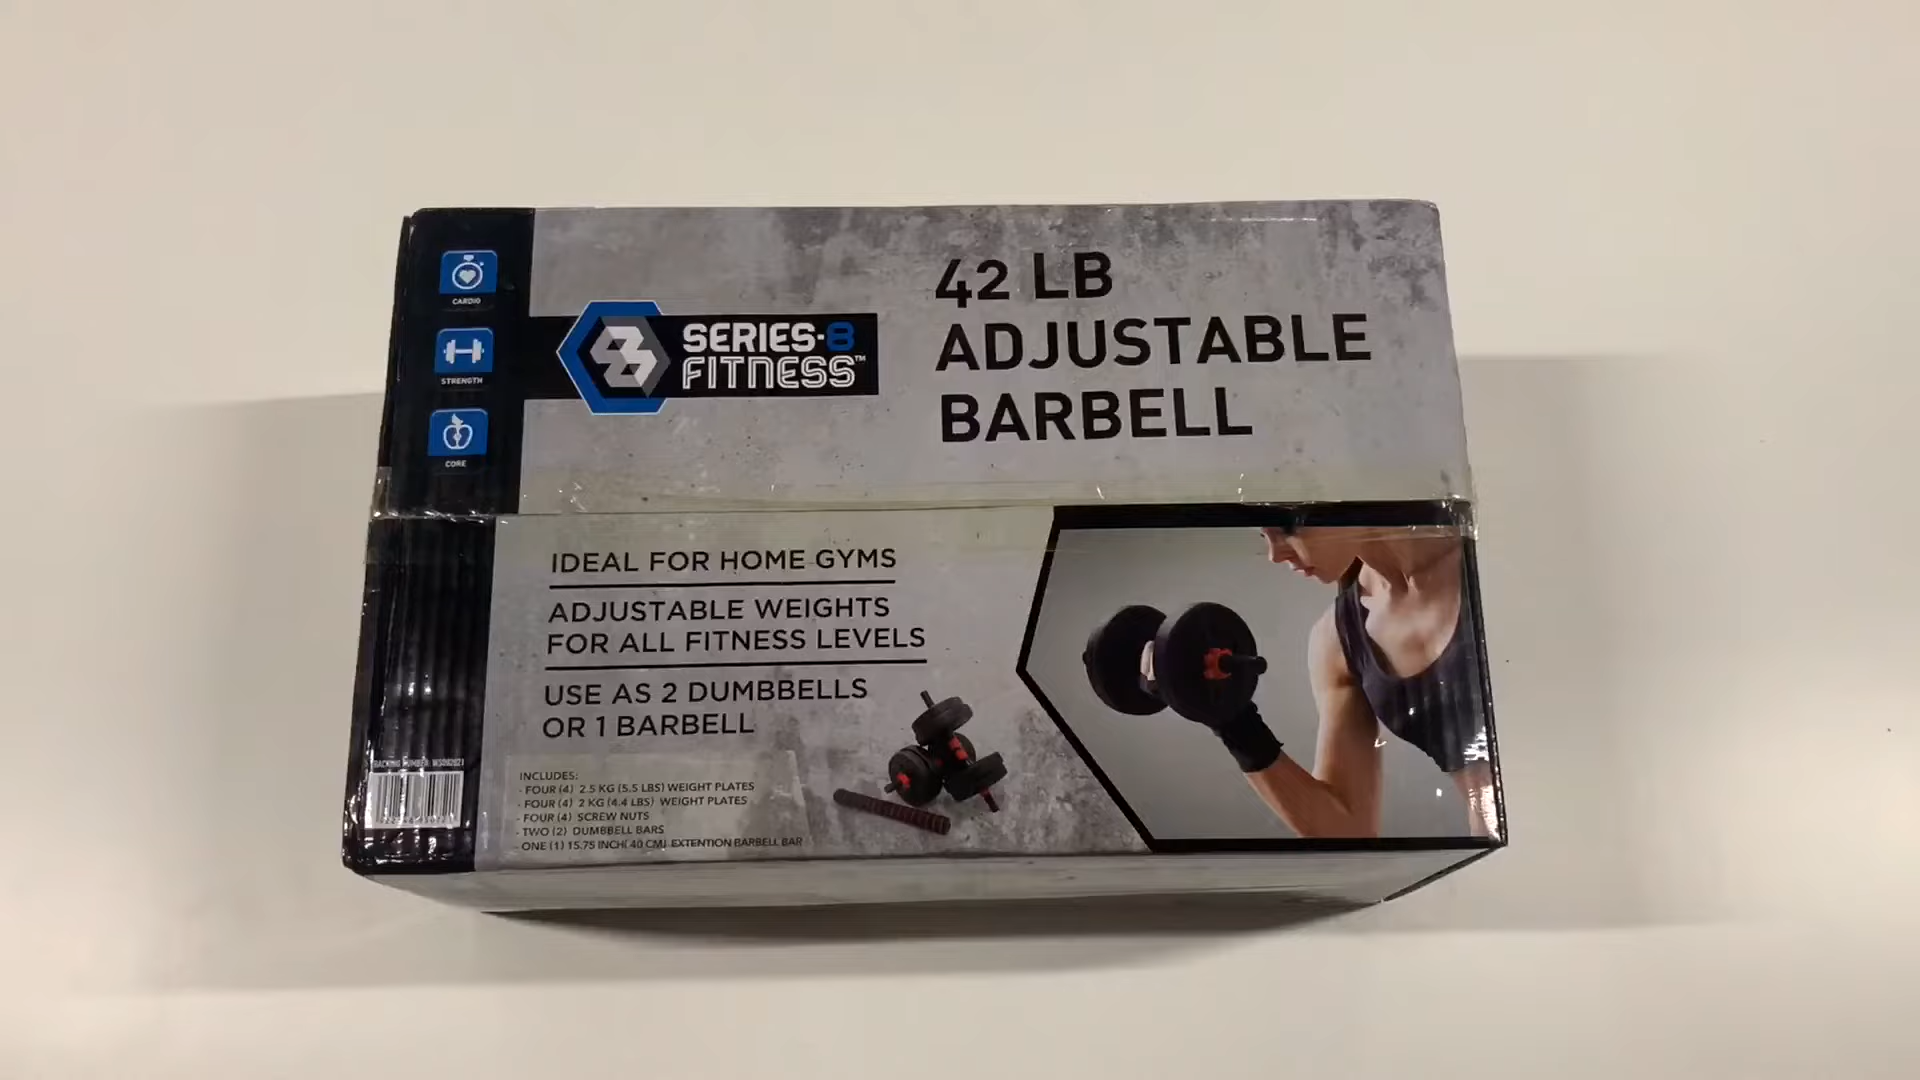 CARDIO
STRENGTH
CORE
SERIES-8
FITNESS™
42 LB
ADJUSTABLE
BARBELL
IDEAL FOR HOME GYMS
ADJUSTABLE WEIGHTS
FOR ALL FITNESS LEVELS
USE AS 2 DUMBBELLS
OR 1 BARBELL
INCLUDES:
- FOUR (4) 2.5 KG (5.5 LBS) WEIGHT PLATES
- FOUR (4) 2 KG (4.4 LBS) WEIGHT PLATES
- FOUR (4) SCREW NUTS
- TWO (2) DUMBBELL BARS
- ONE (1) 15.75 INCH( 40 CM) EXTENTION BARBELL BAR